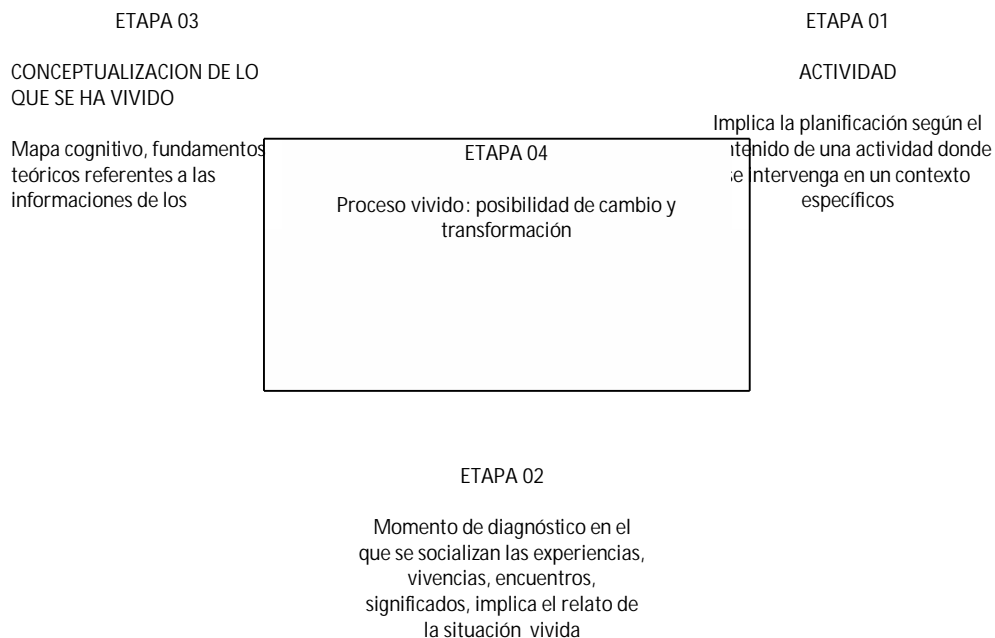 ETAPA 03
CONCEPTUALIZACION DE LO
QUE SE HA VIVIDO
Mapa cognitivo, fundamentos
teóricos referentes a las
informaciones de los
ETAPA 01
ACTIVIDAD
Implica la planificación según el
de una actividad donde
se intervenga en un contexto
específicos
ETAPA 04
Proceso vivido: posibilidad de cambio y
transformación
ETAPA 02
Momento de diagnóstico en el
que se socializan las experiencias,
vivencias, encuentros,
significados, implica el relato de
la situación vivida